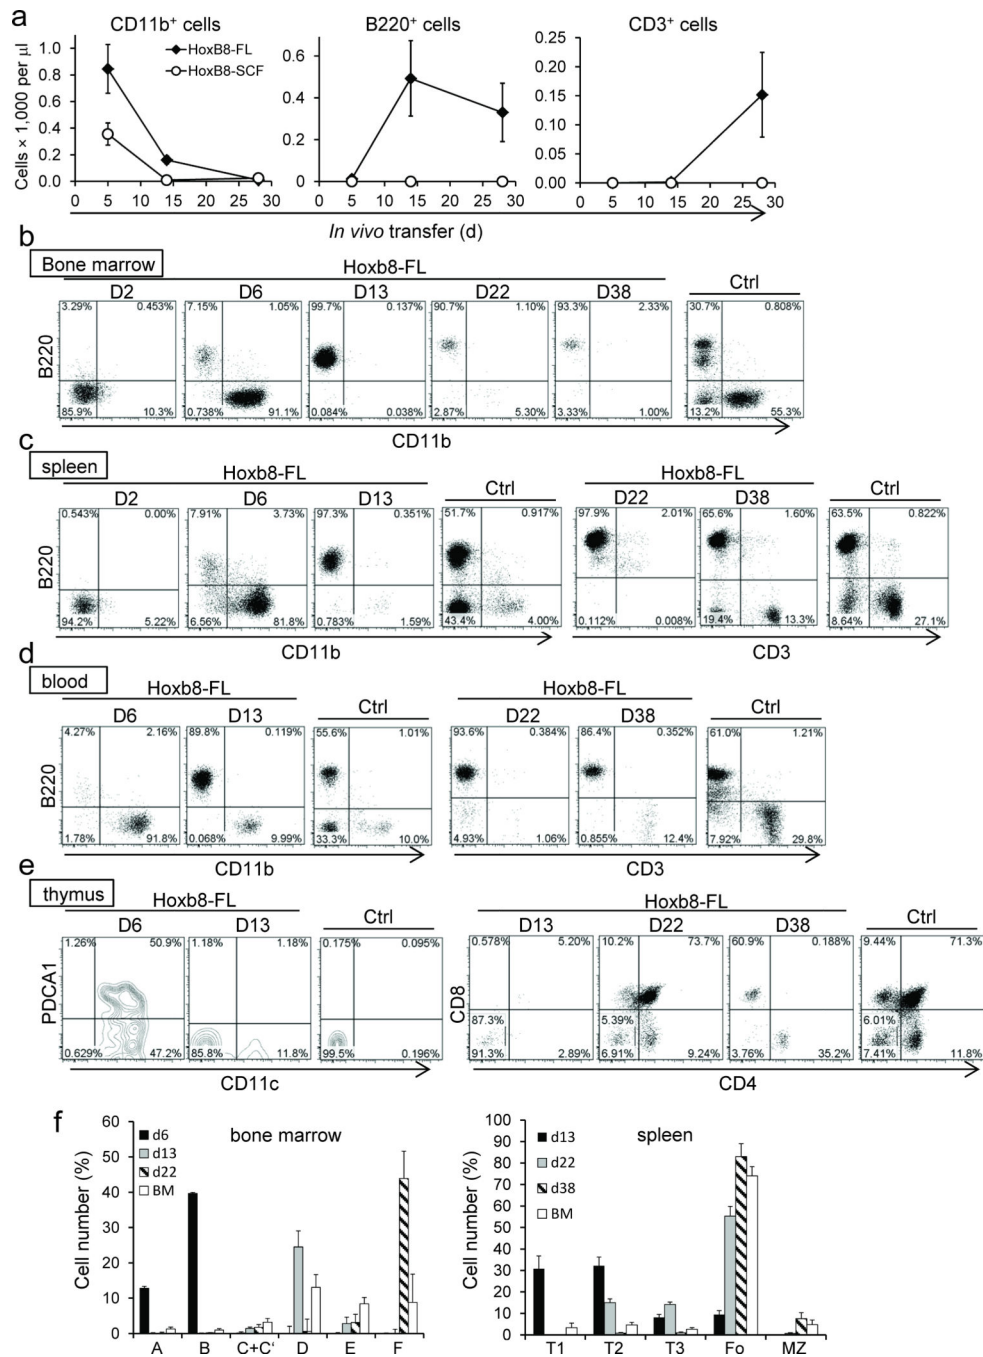 a
CD11b+ cells
B220+ cells
CD3+ cells
Cells × 1,000 per µl
1.0
0.8
0.6
0.4
0.2
0.0
HoxB8-FL
HoxB8-SCF
0.6
0.4
0.2
0
0.25
0.20
0.15
0.10
0.05
0.00
0 5 10 15 20 25 30
0 5 10 15 20 25 30
0 5 10 15 20 25 30
In vivo transfer (d)
b
Bone marrow
Hoxb8-FL
Ctrl
D2 D6 D13 D22 D38
3.29% 0.453% 7.15% 1.05% 99.7% 0.137% 90.7% 1.10% 93.3% 2.33% 30.7% 0.808%
B220
85.9% 10.3% 0.738% 91.1% 0.084% 0.038% 2.87% 5.30% 3.33% 1.00% 13.2% 55.3%
CD11b
c
spleen
Hoxb8-FL
Ctrl
Hoxb8-FL
Ctrl
D2 D6 D13 D22 D38
0.543% 0.00% 7.91% 3.73% 97.3% 0.351% 51.7% 0.917% 97.9% 2.01% 65.6% 1.60% 63.5% 0.822%
B220
94.2% 5.22% 6.56% 81.8% 0.783% 1.59% 43.4% 4.00% 0.112% 0.008% 19.4% 13.3% 8.64% 27.1%
CD11b
CD3
d
blood
Hoxb8-FL
Ctrl
Hoxb8-FL
Ctrl
D6 D13 D22 D38
4.27% 2.16% 89.8% 0.119% 55.6% 1.01% 93.6% 0.384% 86.4% 0.352% 61.0% 1.21%
B220
1.78% 91.8% 0.068% 9.99% 33.3% 10.0% 4.93% 1.06% 0.855% 12.4% 7.92% 29.8%
CD11b
CD3
e
thymus
Hoxb8-FL
Ctrl
Hoxb8-FL
Ctrl
D6 D13 D13 D22 D38
1.26% 50.9% 1.18% 1.18% 0.175% 0.095% 0.578% 5.20% 10.2% 73.7% 60.9% 0.188% 9.44% 71.3%
PDCA1
CD8
87.3% 5.39% 6.01%
0.629% 47.2% 85.8% 11.8% 99.5% 0.196% 91.3% 2.89% 6.91% 9.24% 3.76% 35.2% 7.41% 11.8%
CD11c
CD4
f
bone marrow
Cell number (%)
60
50
40
30
20
10
0
d6
d13
d22
BM
A B C+C' D E F
spleen
Cell number (%)
100
90
80
70
60
50
40
30
20
10
0
d13
d22
d38
BM
T1 T2 T3 Fo MZ